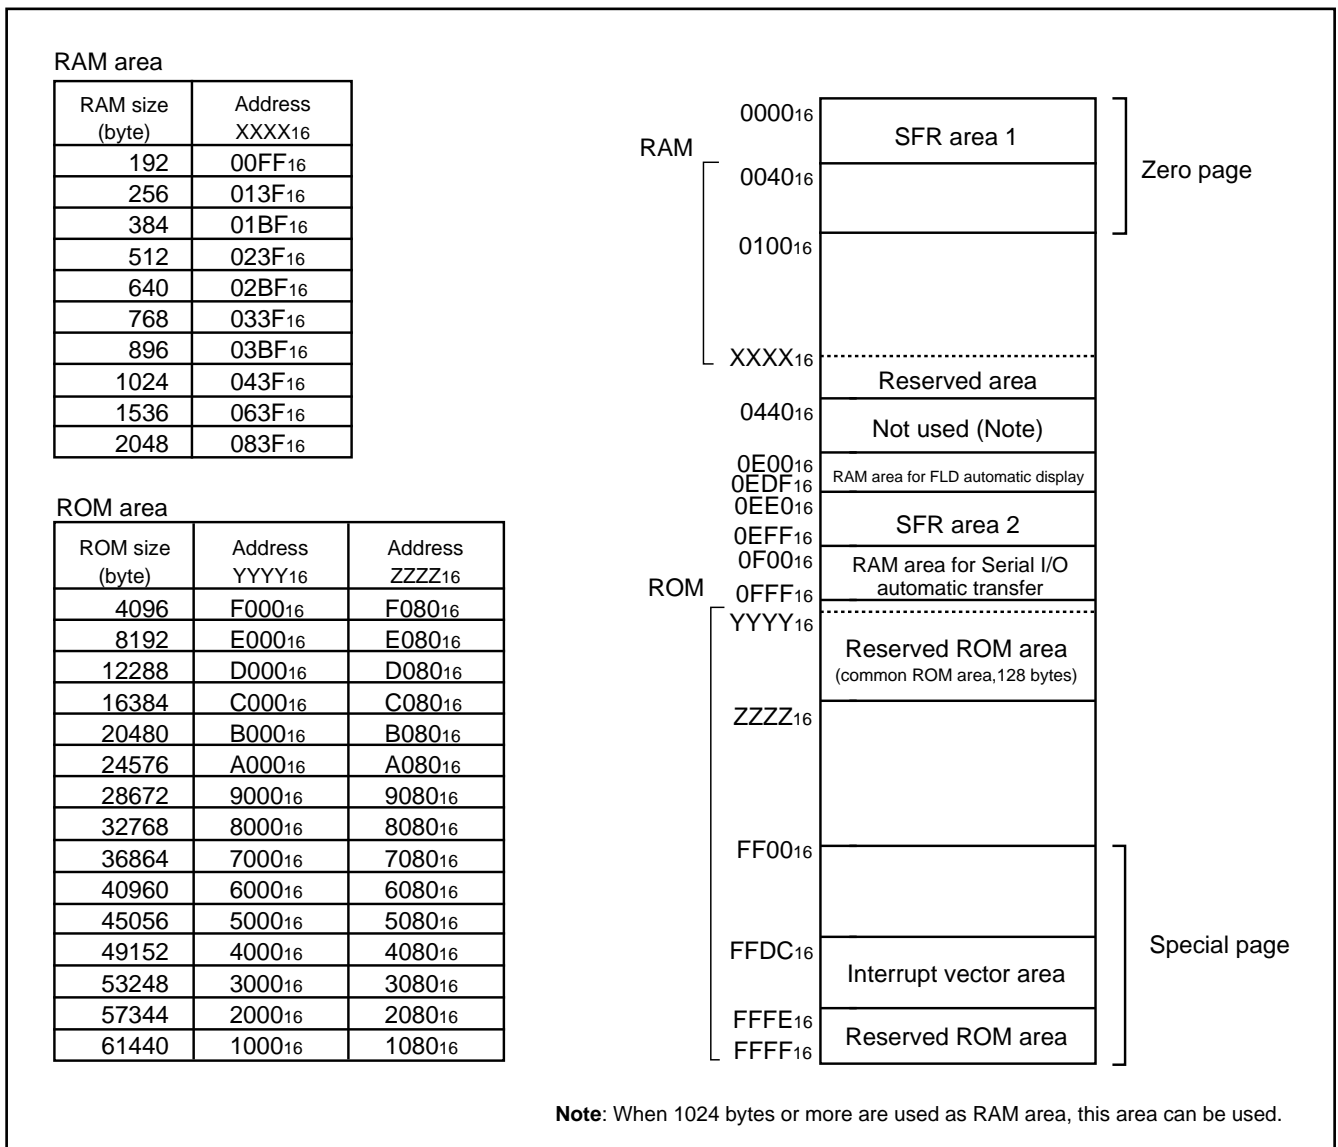 RAM area
RAM size (byte) Address XXXX16
192 00FF16
256 013F16
384 01BF16
512 023F16
640 02BF16
768 033F16
896 03BF16
1024 043F16
1536 063F16
2048 083F16
ROM area
ROM size (byte) Address YYYY16 Address ZZZZ16
4096 F00016 F08016
8192 E00016 E08016
12288 D00016 D08016
16384 C00016 C08016
20480 B00016 B08016
24576 A00016 A08016
28672 900016 908016
32768 800016 808016
36864 700016 708016
40960 600016 608016
45056 500016 508016
49152 400016 408016
53248 300016 308016
57344 200016 208016
61440 100016 108016
000016
SFR area 1
RAM
004016
Zero page
010016
XXXX16
Reserved area
044016
Not used (Note)
0E0016
0EDF16
RAM area for FLD automatic display
0EE016
SFR area 2
0EFF16
0F0016
RAM area for Serial I/O
automatic transfer
ROM
0FFF16
YYYY16
Reserved ROM area
(common ROM area,128 bytes)
ZZZZ16
FF0016
FFDC16
Special page
Interrupt vector area
FFFE16
Reserved ROM area
FFFF16
Note: When 1024 bytes or more are used as RAM area, this area can be used.